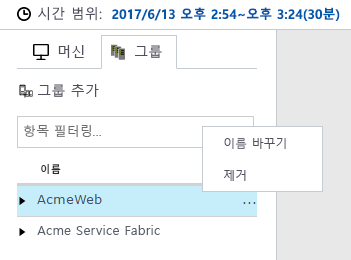 시간 범위: 2017/6/13 오후 2:54~오후 3:24(30분)
머신 그룹
그룹 추가
항목 필터링...
이름 바꾸기
제거
이름
AcmeWeb ...
Acme Service Fabric